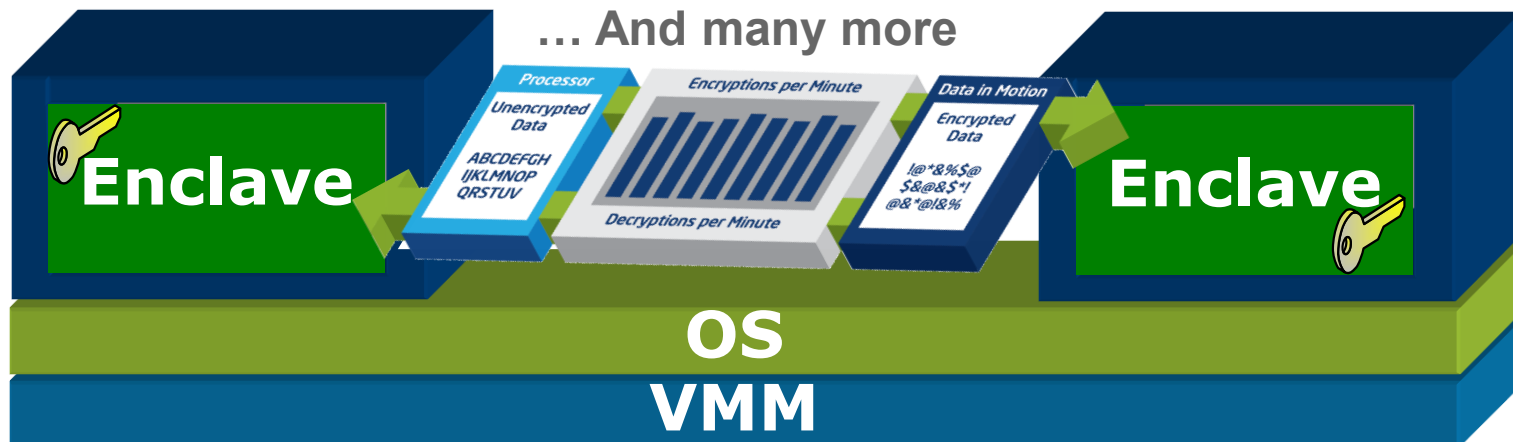 … And many more
Processor
Unencrypted
Data
ABCDEFGH
IJKLMNOP
QRSTUV
Encryptions per Minute
Decryptions per Minute
Data in Motion
Encrypted
Data
!@*&%$@
$&@&$*!
@&*@!&%
Enclave
Enclave
OS
VMM